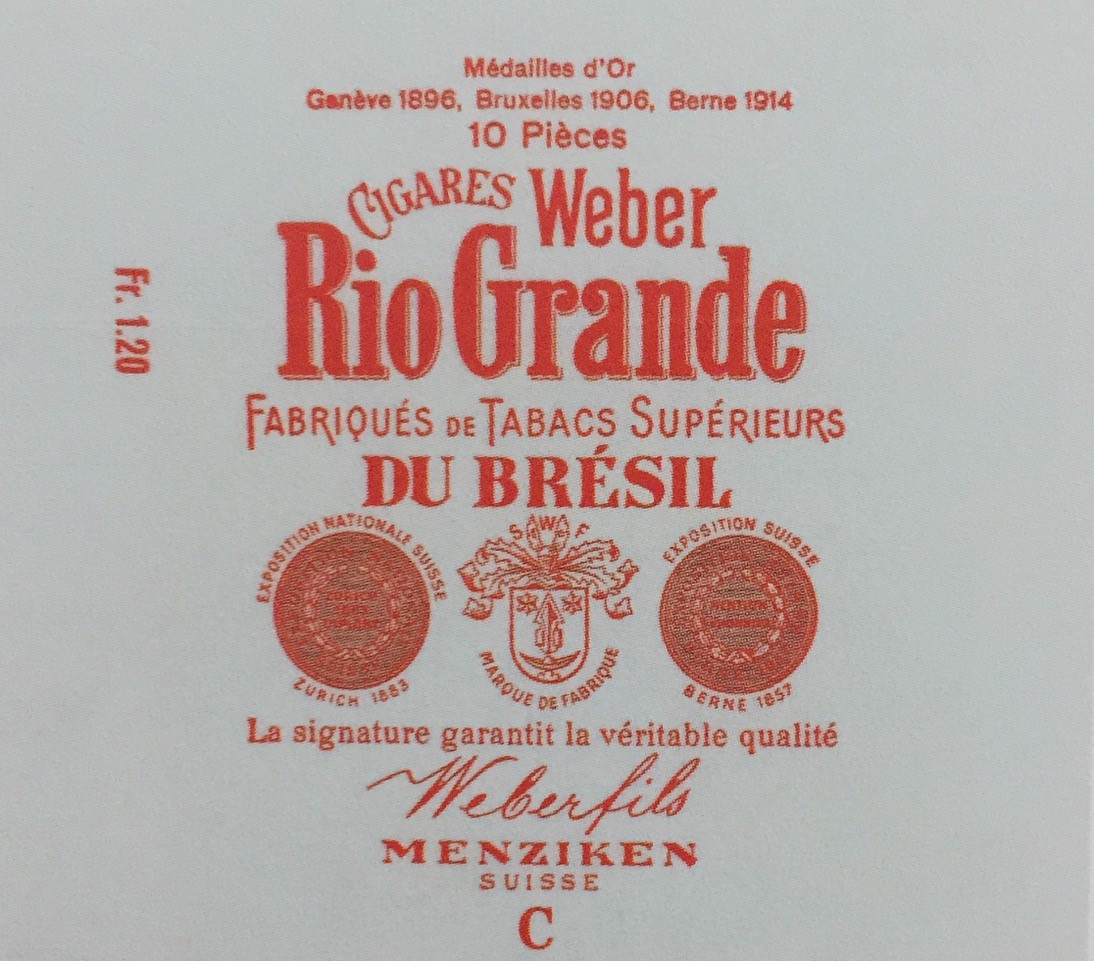 Médailles d'Or
Genève 1896, Bruxelles 1906, Berne 1914
10 Pièces
CIGARES Weber
Rio Grande
Fr. 1.20
FABRIQUÉS DE TABACS SUPÉRIEURS
DU BRÉSIL
EXPOSITION NATIONALE SUISSE
ZURICH 1883
S W F
MARQUE DE FABRIQUE
EXPOSITION SUISSE
BERNE 1857
La signature garantit la véritable qualité
Weber fils
MENZIKEN
SUISSE
C